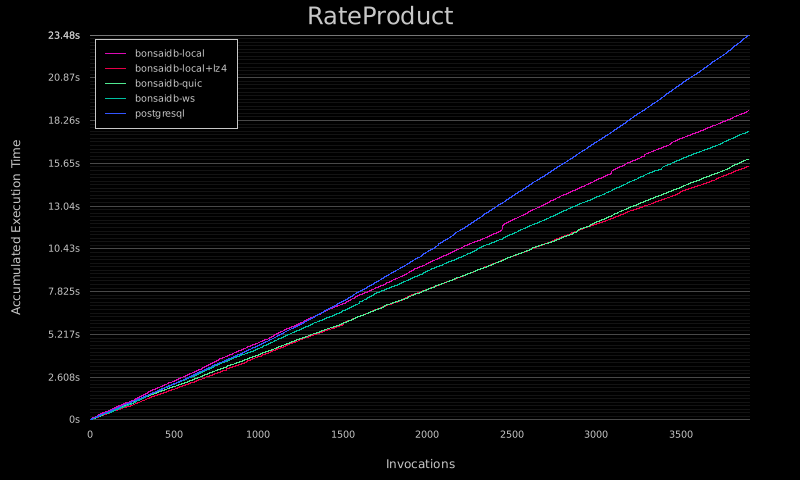 RateProduct
23.48s
bonsaidb-local
bonsaidb-local+lz4
bonsaidb-quic
bonsaidb-ws
postgresql
20.87s
18.26s
15.65s
13.04s
10.43s
7.825s
5.217s
2.608s
0s
Accumulated Execution Time
0 500 1000 1500 2000 2500 3000 3500
Invocations